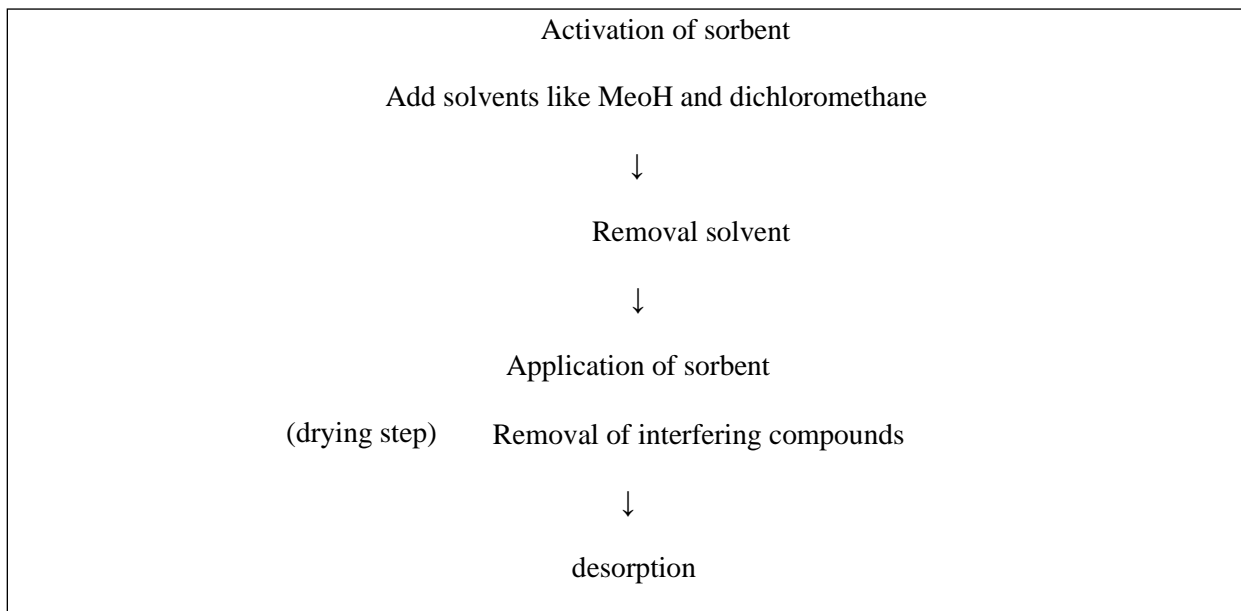 Activation of sorbent
Add solvents like MeoH and dichloromethane
↓
Removal solvent
↓
Application of sorbent
(drying step) Removal of interfering compounds
↓
desorption